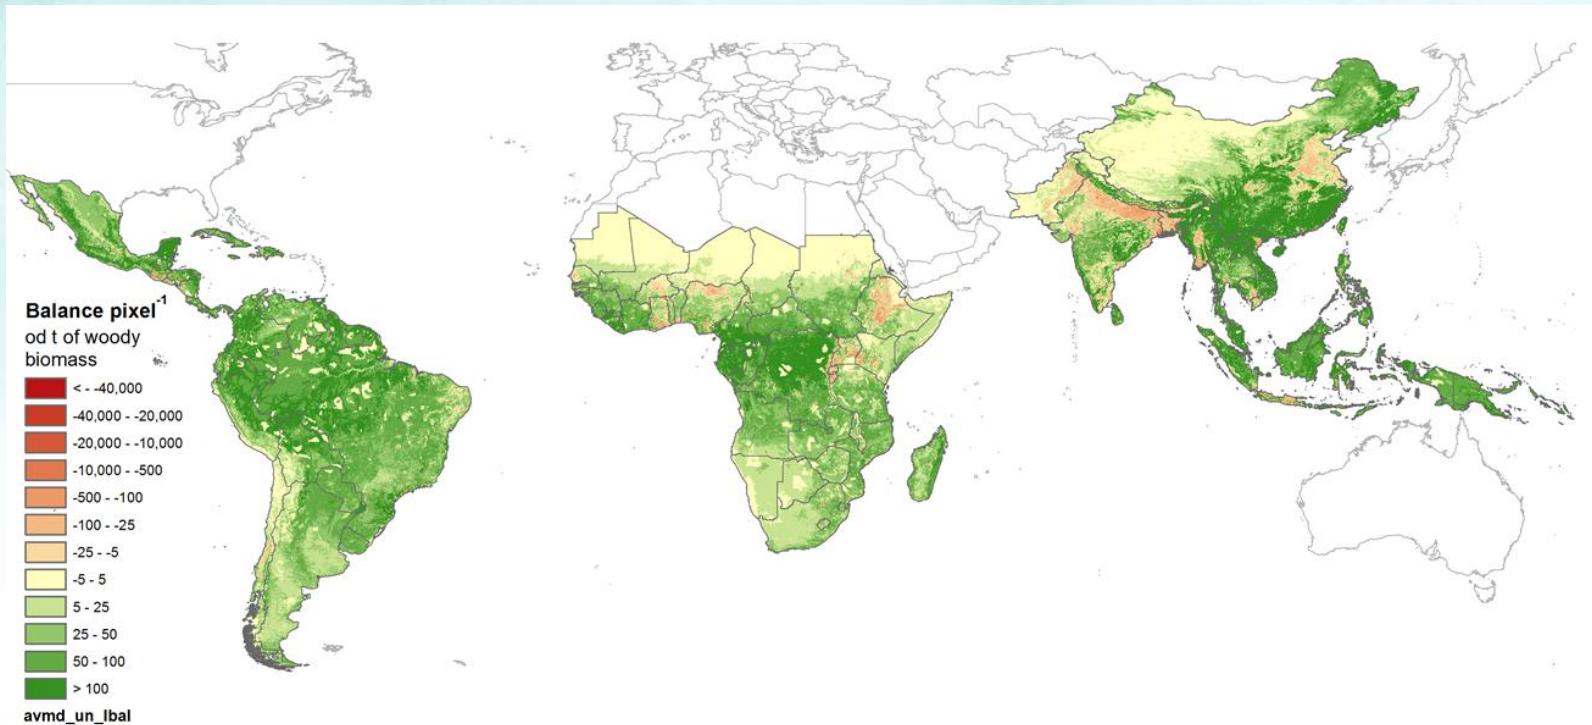 Balance pixel-1
od t of woody
biomass
< - -40,000
-40,000 - -20,000
-20,000 - -10,000
-10,000 - -500
-500 - -100
-100 - -25
-25 - -5
-5 - 5
5 - 25
25 - 50
50 - 100
> 100
avmd_un_lbal